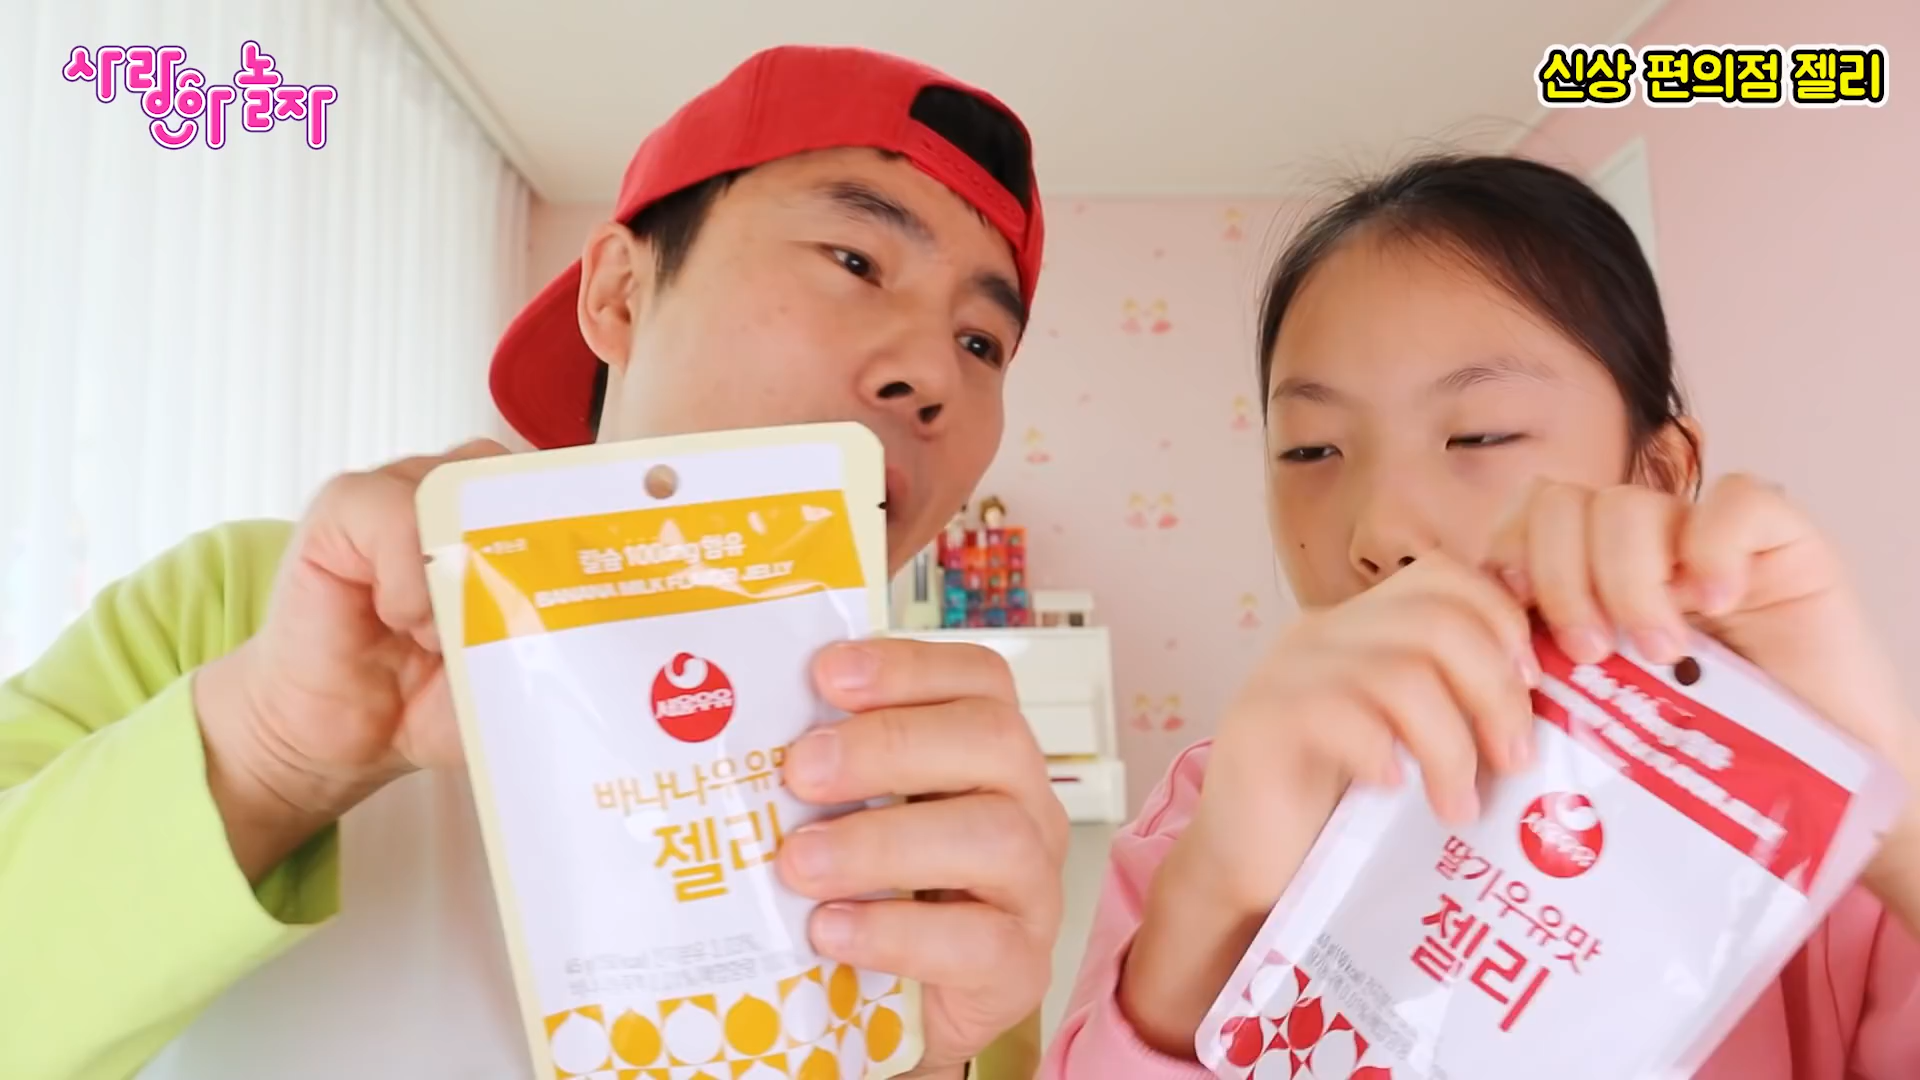 사랑아 놀자
신상 편의점 젤리
칼슘 100mg 함유
BANANA MILK FLAVOR JELLY
서울우유
바나나우유맛
젤리
서울우유
딸기우유맛
젤리